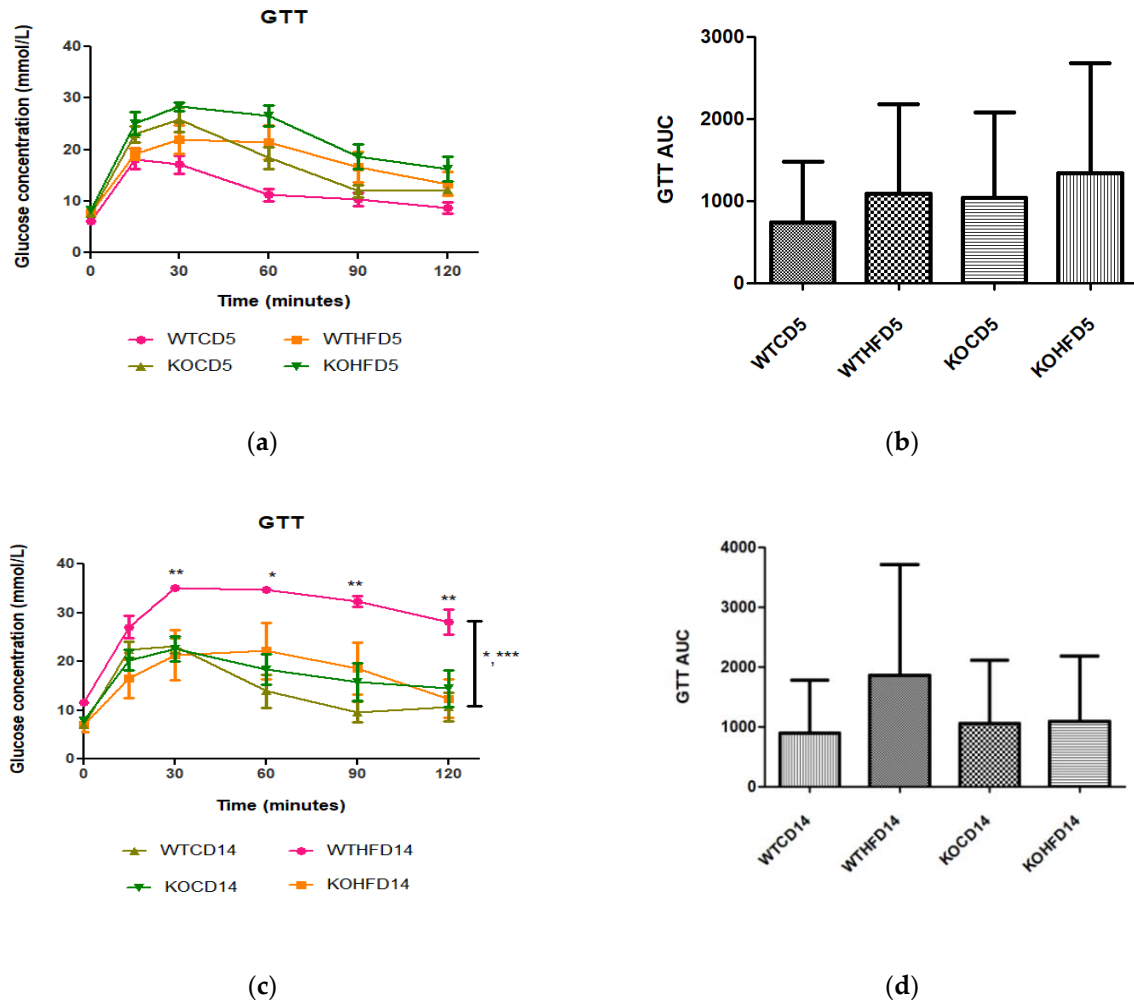 GTT
Glucose concentration (mmol/L)
40
30
20
10
0
0 30 60 90 120
Time (minutes)
WTCD5 WTHFD5
KOCD5 KOHFD5
(a)
GTT AUC
3000
2000
1000
0
WTCD5 WTHFD5 KOCD5 KOHFD5
(b)
GTT
Glucose concentration (mmol/L)
40
30
20
10
0
** * ** **
*,***
0 30 60 90 120
Time (minutes)
WTCD14 WTHFD14
KOCD14 KOHFD14
(c)
GTT AUC
4000
3000
2000
1000
0
WTCD14 WTHFD14 KOCD14 KOHFD14
(d)